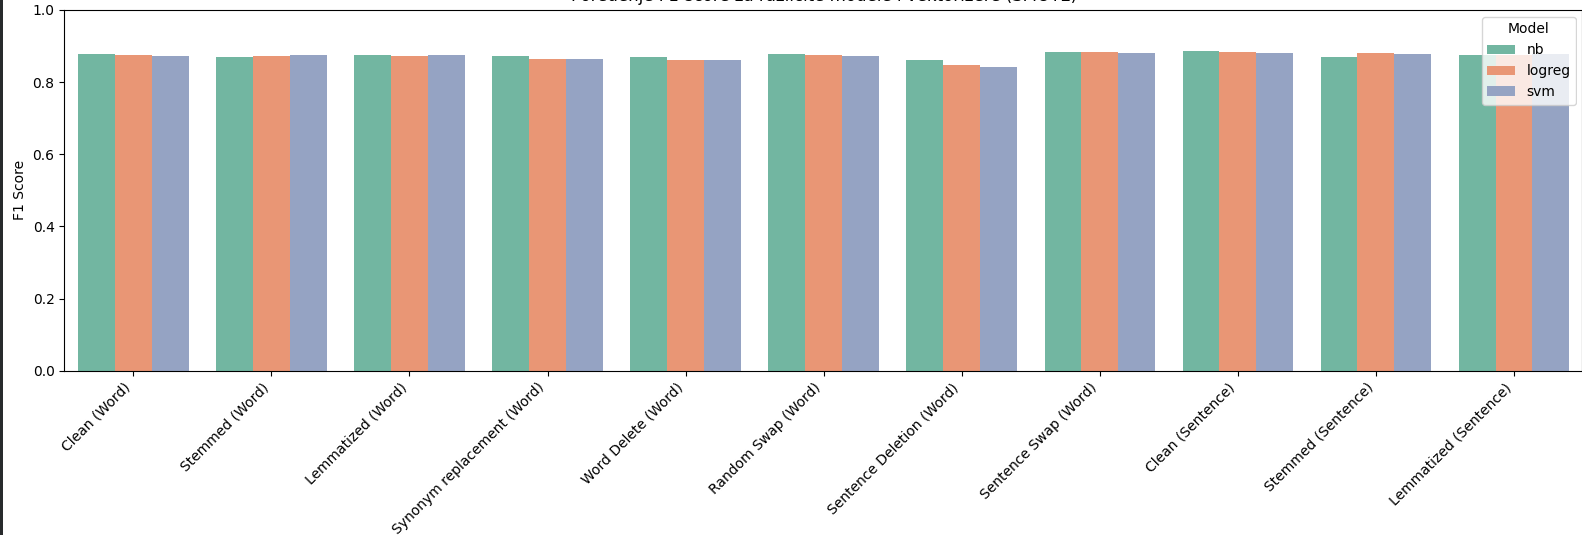 1.0
0.8
0.6
0.4
0.2
0.0
F1 Score
Model
nb
logreg
svm
Clean (Word)
Stemmed (Word)
Lemmatized (Word)
Synonym replacement (Word)
Word Delete (Word)
Random Swap (Word)
Sentence Deletion (Word)
Sentence Swap (Word)
Clean (Sentence)
Stemmed (Sentence)
Lemmatized (Sentence)